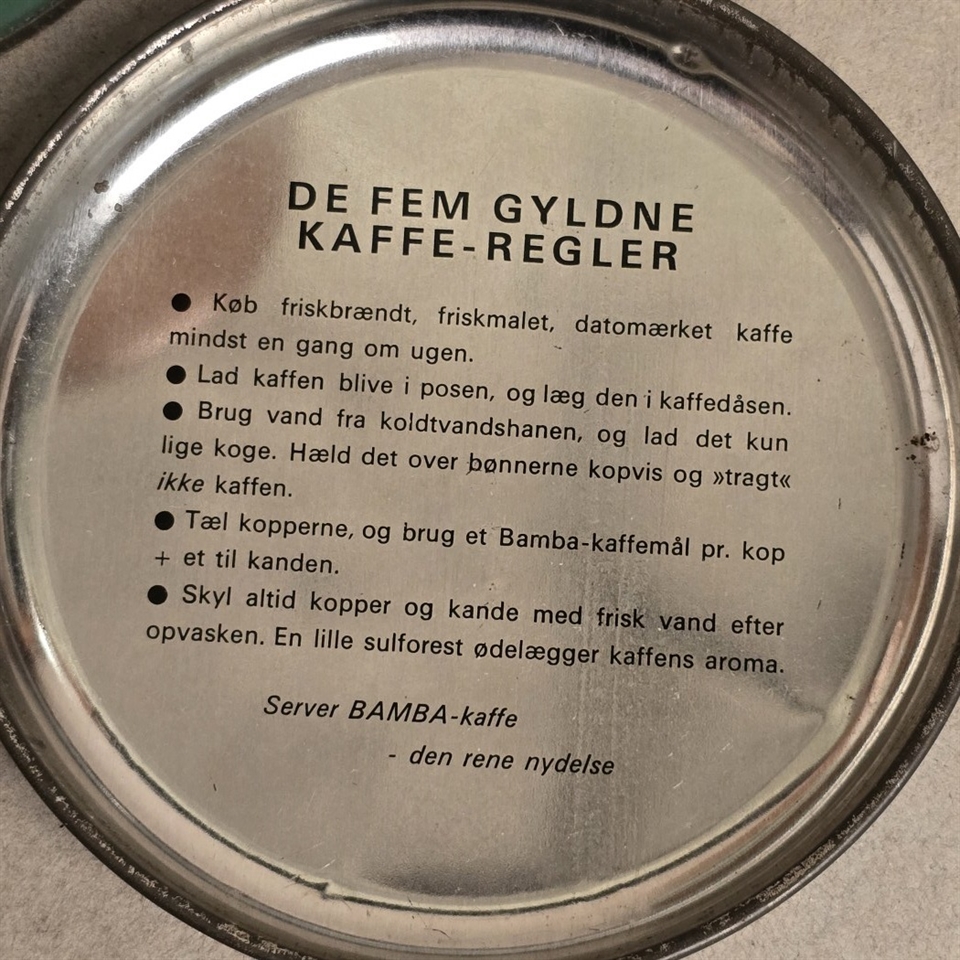 DE FEM GYLDNE
KAFFE-REGLER
● Køb friskbrændt, friskmalet, datomærket kaffe
mindst en gang om ugen.
● Lad kaffen blive i posen, og læg den i kaffedåsen.
● Brug vand fra koldtvandshanen, og lad det kun
lige koge. Hæld det over bønnerne kopvis og »tragt«
ikke kaffen.
● Tæl kopperne, og brug et Bamba-kaffemål pr. kop
+ et til kanden.
● Skyl altid kopper og kande med frisk vand efter
opvasken. En lille sulforest ødelægger kaffens aroma.
Server BAMBA-kaffe
- den rene nydelse